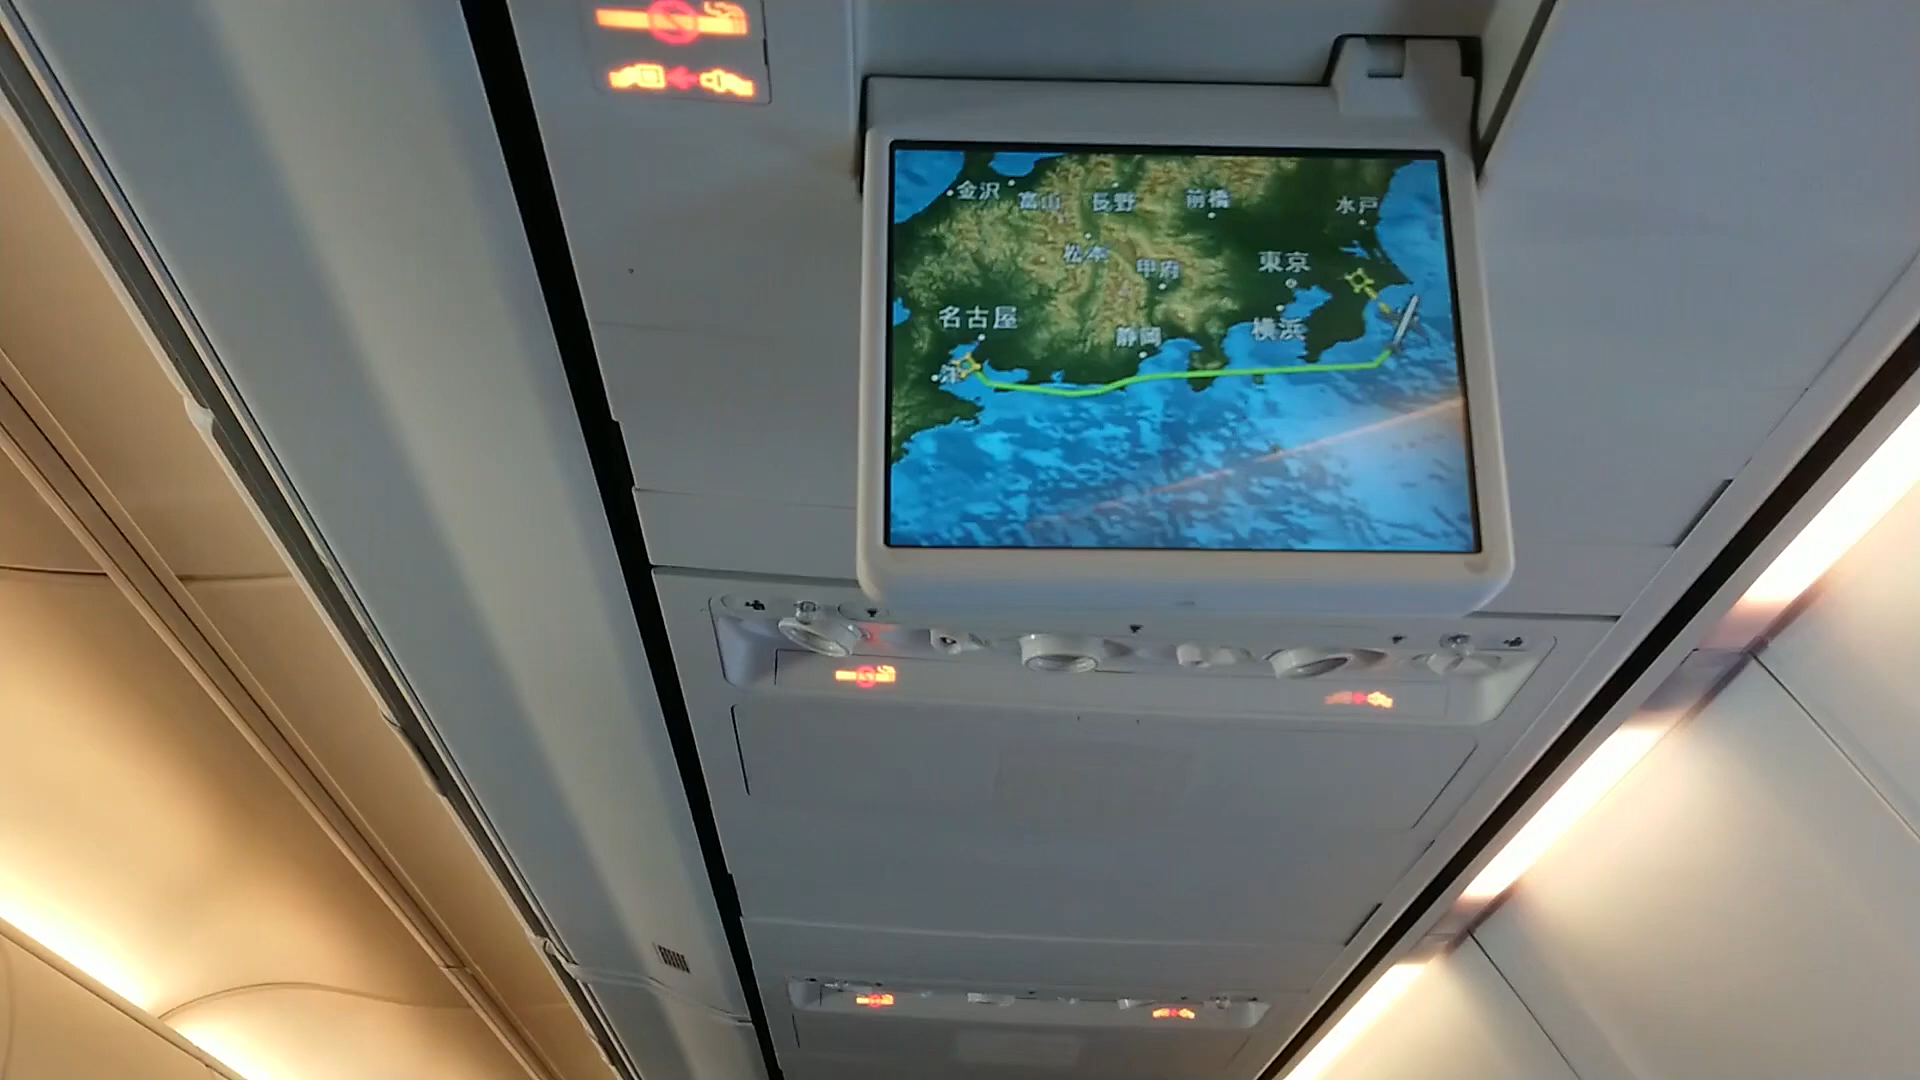 金沢
富山
長野
前橋
水戸
松本
甲府
東京
名古屋
静岡
横浜